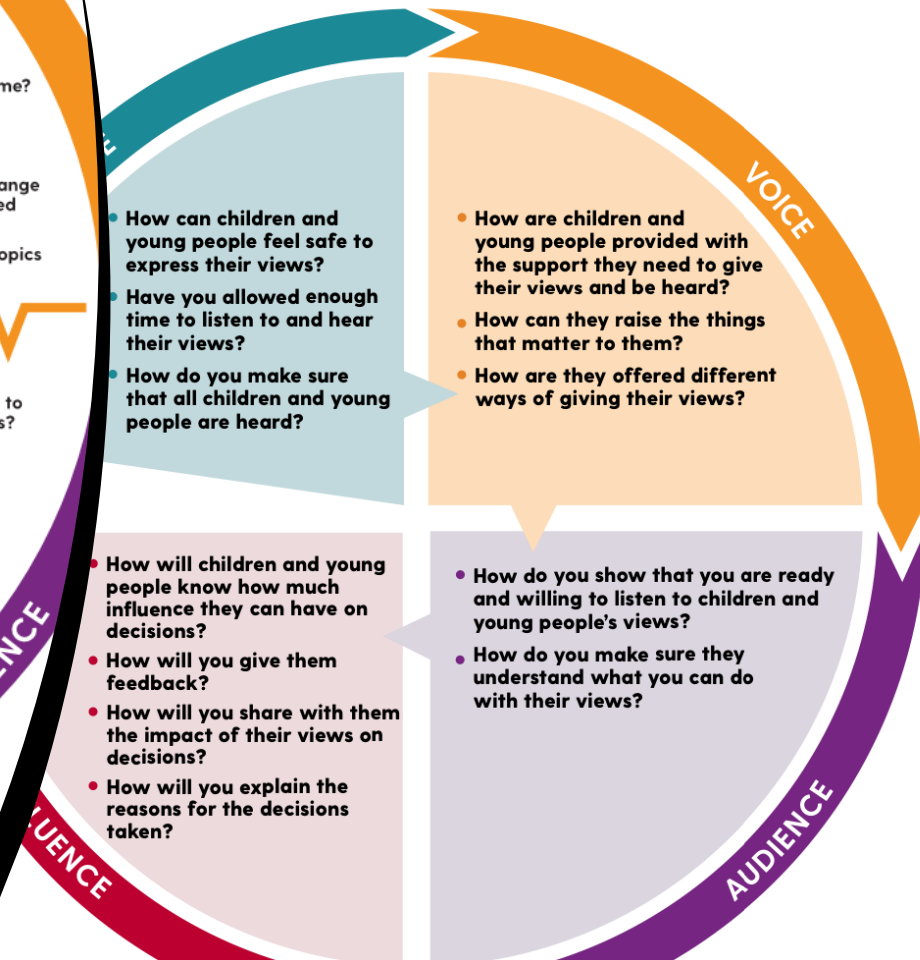 me?
ange
ed
opics
to
s?
ENCE
E
How can children and
young people feel safe to
express their views?
Have you allowed enough
time to listen to and hear
their views?
How do you make sure
that all children and young
people are heard?
VOICE
How are children and
young people provided with
the support they need to give
their views and be heard?
How can they raise the things
that matter to them?
How are they offered different
ways of giving their views?
AUDIENCE
How do you show that you are ready
and willing to listen to children and
young people’s views?
How do you make sure they
understand what you can do
with their views?
LUENCE
How will children and young
people know how much
influence they can have on
decisions?
How will you give them
feedback?
How will you share with them
the impact of their views on
decisions?
How will you explain the
reasons for the decisions
taken?